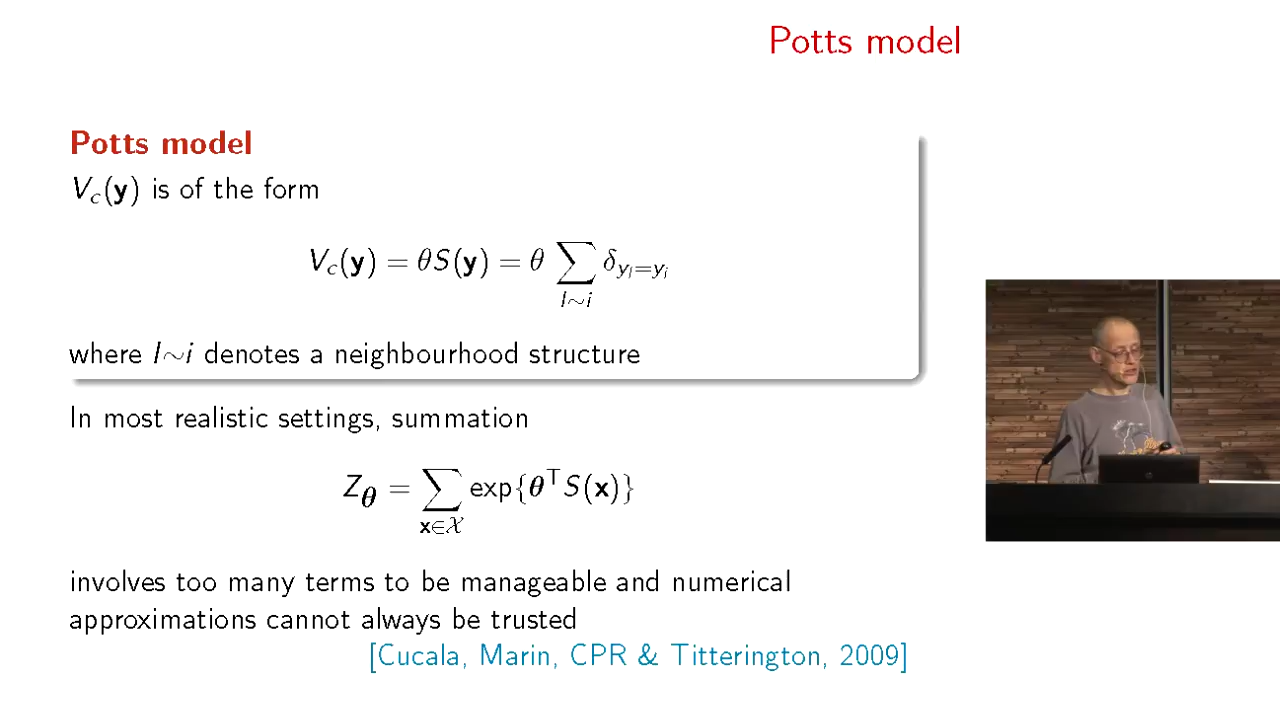 Potts model
Potts model
V_c(y) is of the form
V_c(y) = θS(y) = θ ∑_{l∼i} δ_{y_l=y_i}
where l∼i denotes a neighbourhood structure
In most realistic settings, summation
Z_θ = ∑_{x∈𝒳} exp{θ^T S(x)}
involves too many terms to be manageable and numerical
approximations cannot always be trusted
[Cucala, Marin, CPR & Titterington, 2009]